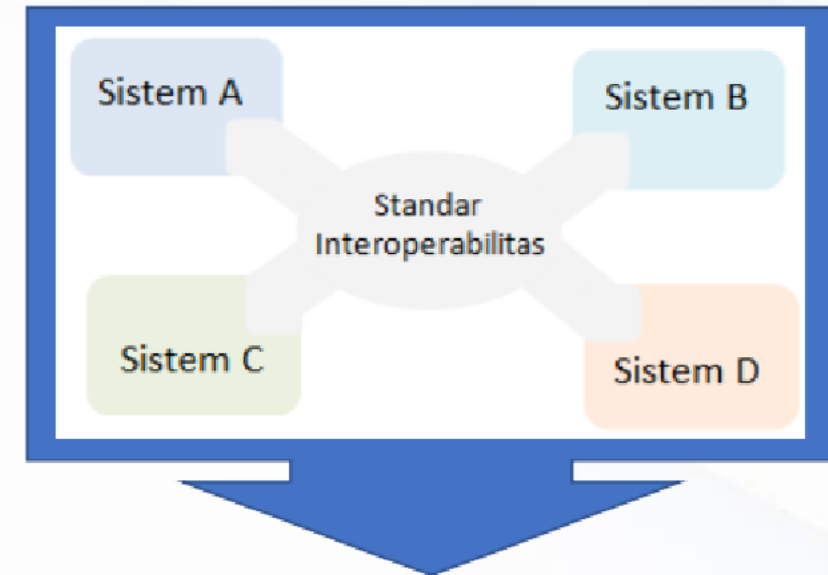 Sistem A
Sistem B
Standar
Interoperabilitas
Sistem C
Sistem D